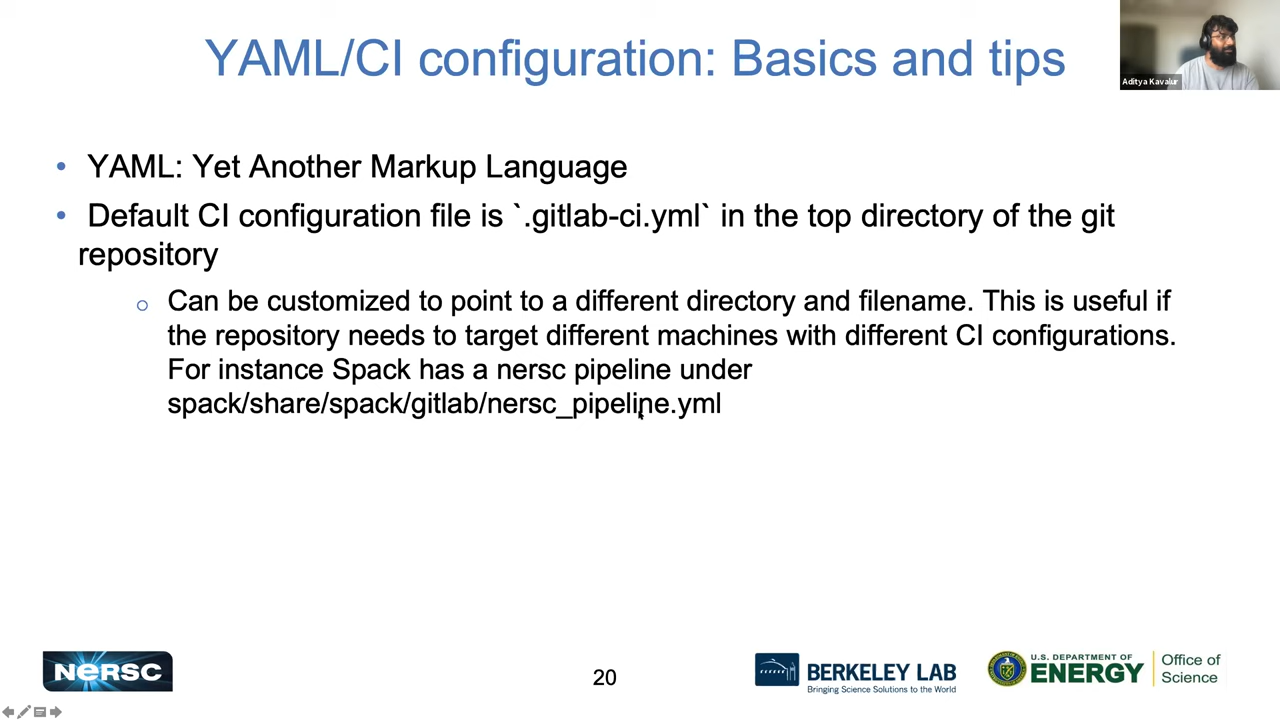 YAML/CI configuration: Basics and tips
Aditya Kavalur
• YAML: Yet Another Markup Language
• Default CI configuration file is `.gitlab-ci.yml` in the top directory of the git
repository
○ Can be customized to point to a different directory and filename. This is useful if
the repository needs to target different machines with different CI configurations.
For instance Spack has a nersc pipeline under
spack/share/spack/gitlab/nersc_pipeline.yml
NERSC
20
BERKELEY LAB
Bringing Science Solutions to the World
U.S. DEPARTMENT OF
ENERGY
Office of
Science